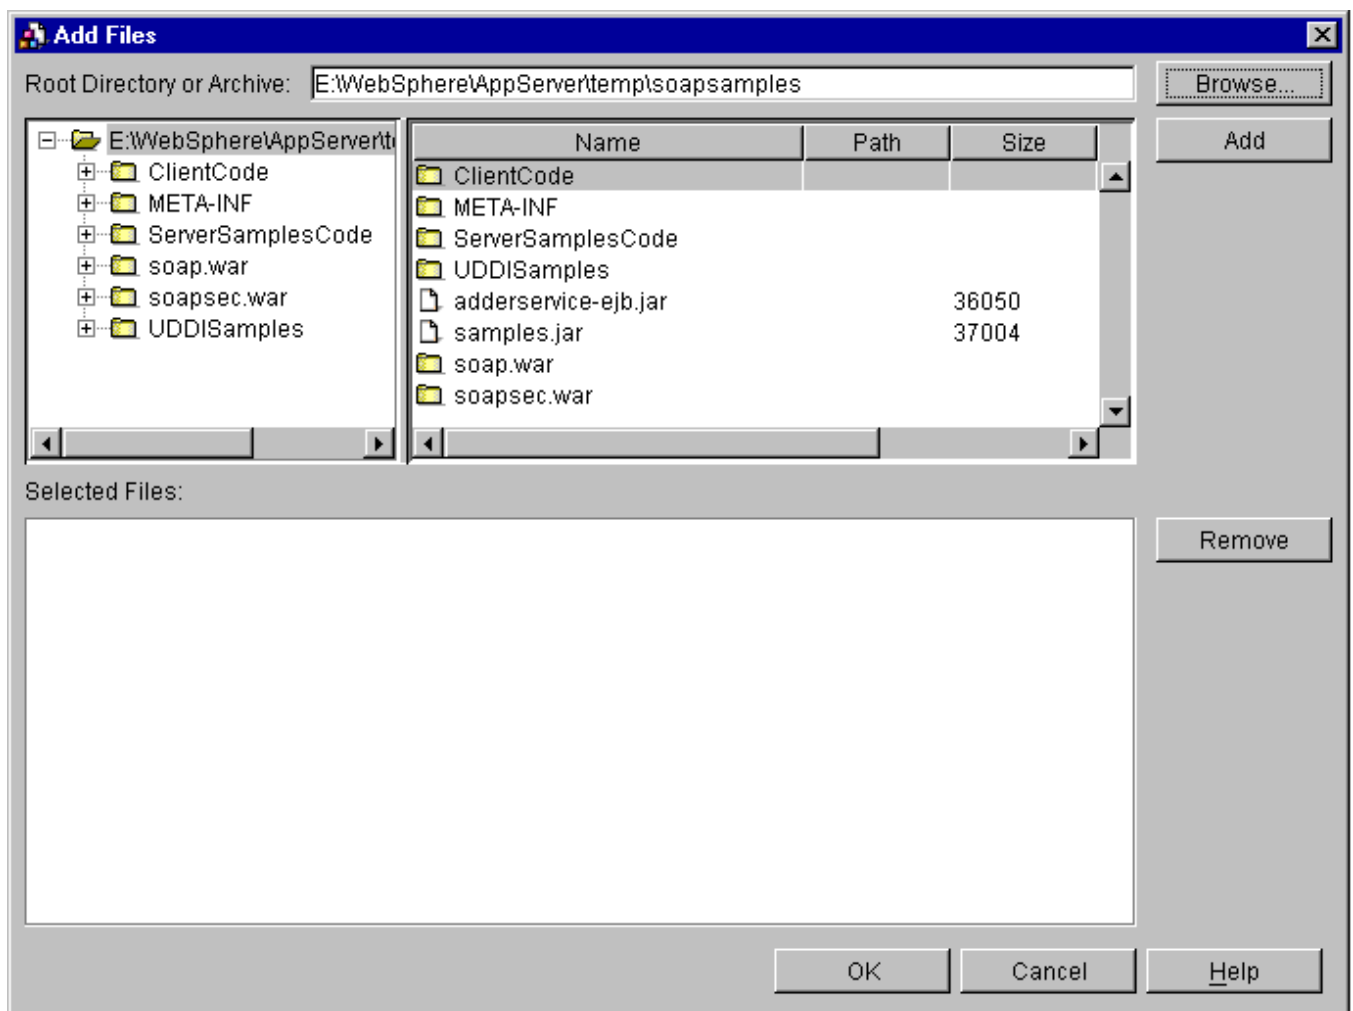 Add Files
Root Directory or Archive: E:\WebSphere\AppServer\temp\soapsamples Browse...
E:\WebSphere\AppServer\t
ClientCode
META-INF
ServerSamplesCode
soap.war
soapsec.war
UDDISamples
Name Path Size
ClientCode
META-INF
ServerSamplesCode
UDDISamples
adderservice-ejb.jar 36050
samples.jar 37004
soap.war
soapsec.war
Add
Selected Files:
Remove
OK Cancel Help